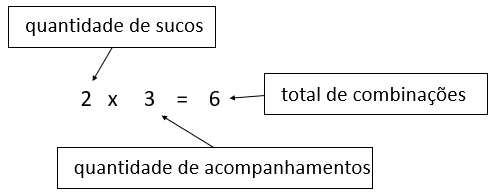 quantidade de sucos
2 x 3 = 6
total de combinações
quantidade de acompanhamentos